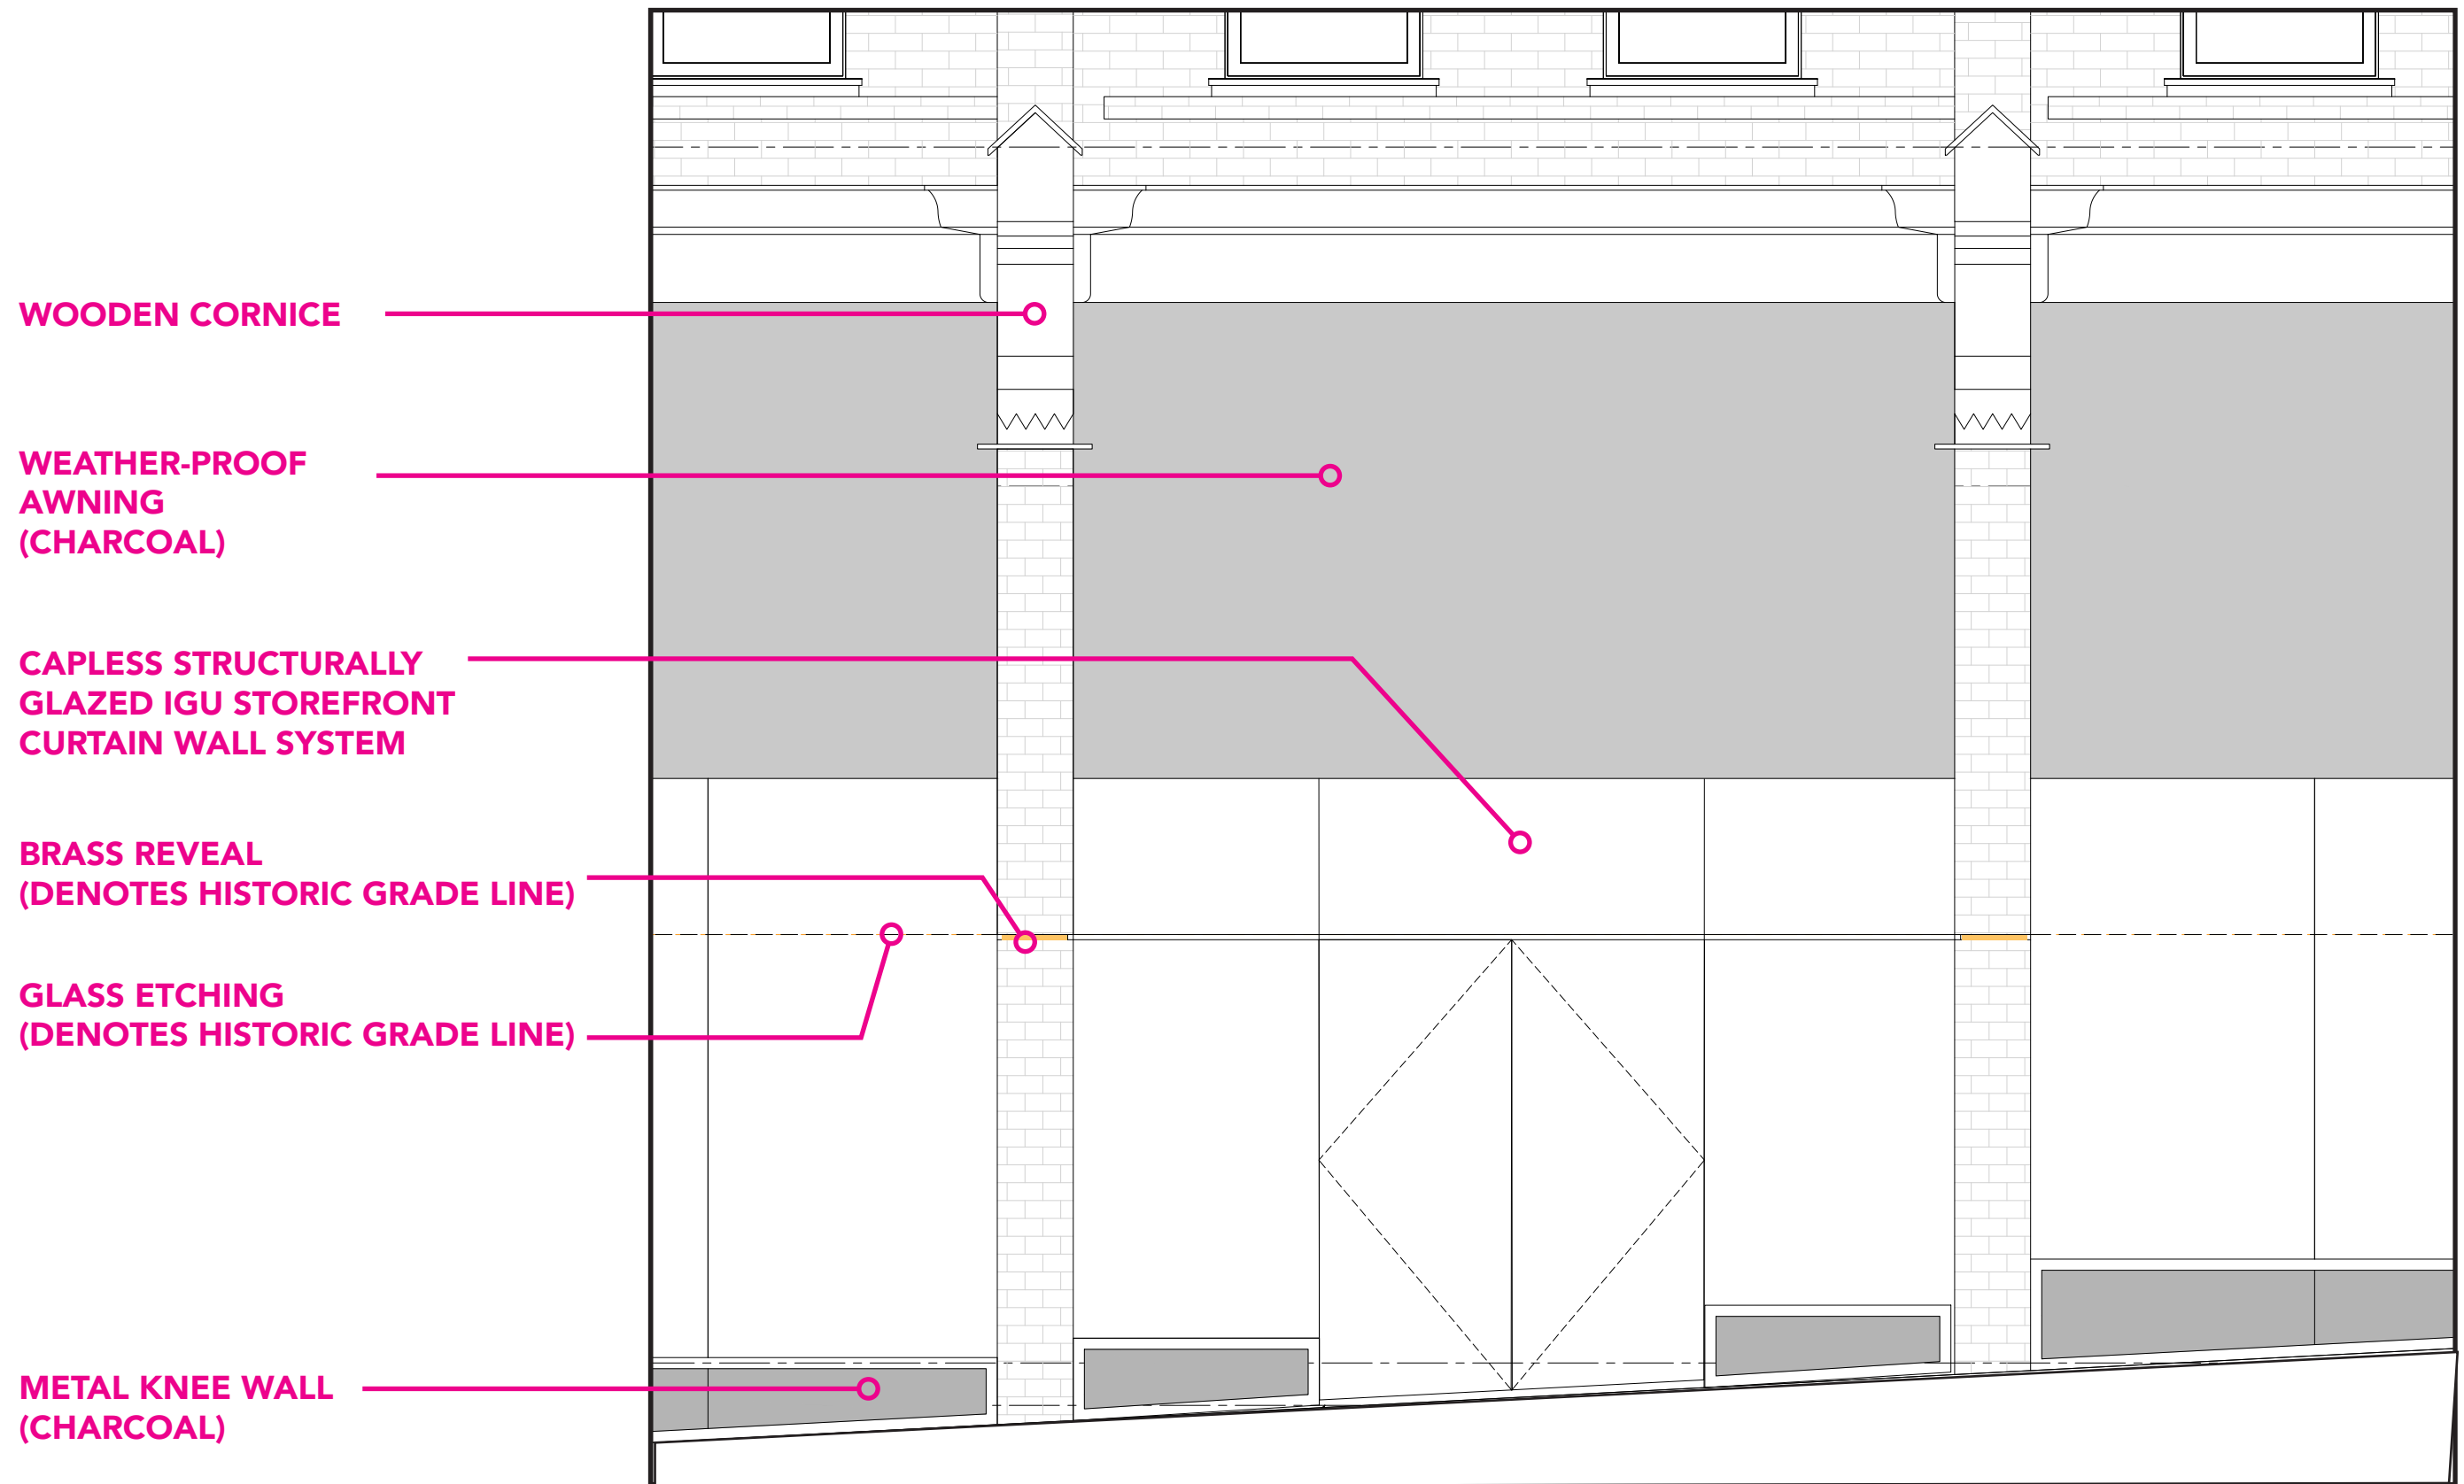 WOODEN CORNICE
WEATHER-PROOF
AWNING
(CHARCOAL)
CAPLESS STRUCTURALLY
GLAZED IGU STOREFRONT
CURTAIN WALL SYSTEM
BRASS REVEAL
(DENOTES HISTORIC GRADE LINE)
GLASS ETCHING
(DENOTES HISTORIC GRADE LINE)
METAL KNEE WALL
(CHARCOAL)